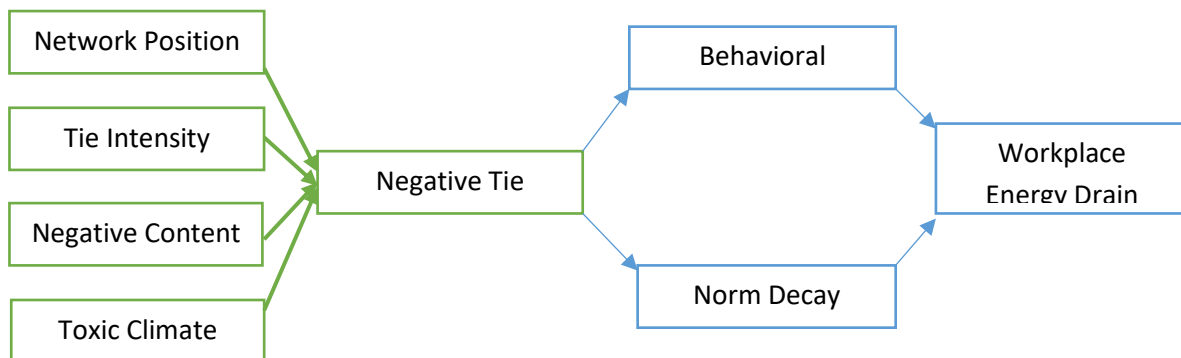 Network Position
Tie Intensity
Negative Content
Toxic Climate
Negative Tie
Behavioral
Norm Decay
Workplace
Energy Drain